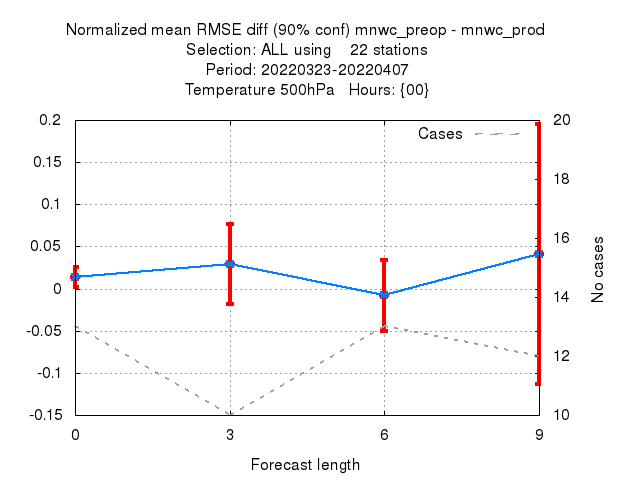 Normalized mean RMSE diff (90% conf) mnwc_preop - mnwc_prod
Selection: ALL using    22 stations
Period: 20220323-20220407
Temperature 500hPa   Hours: {00}
Cases
0.2
0.15
0.1
0.05
0
-0.05
-0.1
-0.15
20
18
16
14
12
10
No cases
0 3 6 9
Forecast length